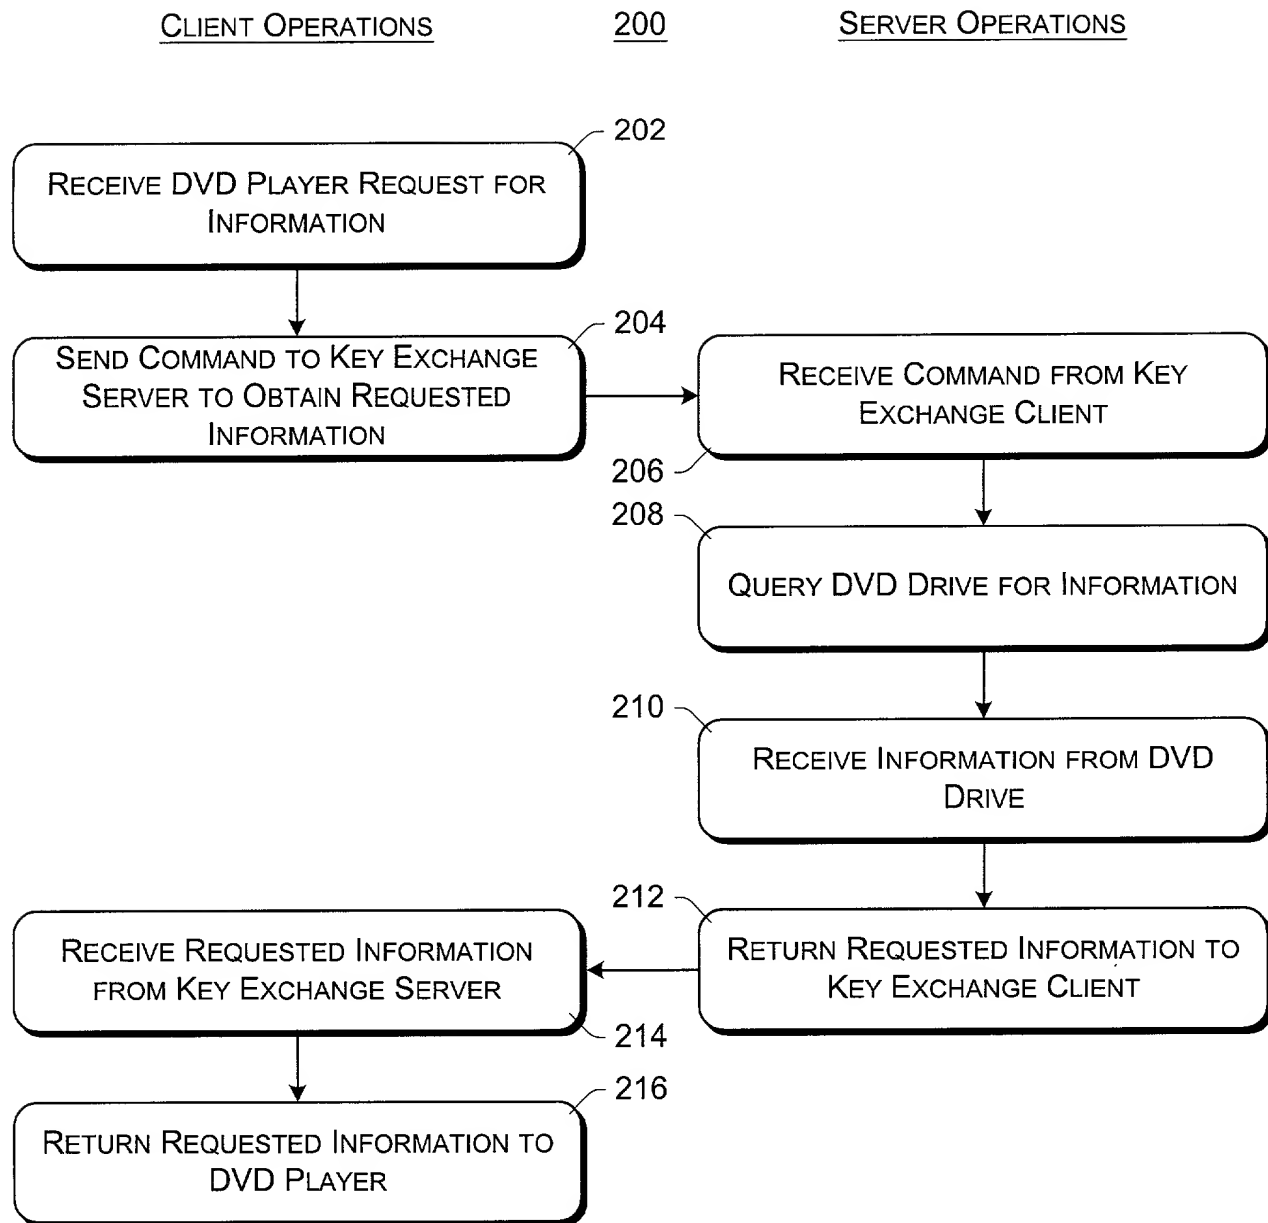 CLIENT OPERATIONS
200
SERVER OPERATIONS
202
RECEIVE DVD PLAYER REQUEST FOR
INFORMATION
204
SEND COMMAND TO KEY EXCHANGE
SERVER TO OBTAIN REQUESTED
INFORMATION
RECEIVE COMMAND FROM KEY
EXCHANGE CLIENT
206
208
QUERY DVD DRIVE FOR INFORMATION
210
RECEIVE INFORMATION FROM DVD
DRIVE
212
RETURN REQUESTED INFORMATION TO
KEY EXCHANGE CLIENT
RECEIVE REQUESTED INFORMATION
FROM KEY EXCHANGE SERVER
214
216
RETURN REQUESTED INFORMATION TO
DVD PLAYER